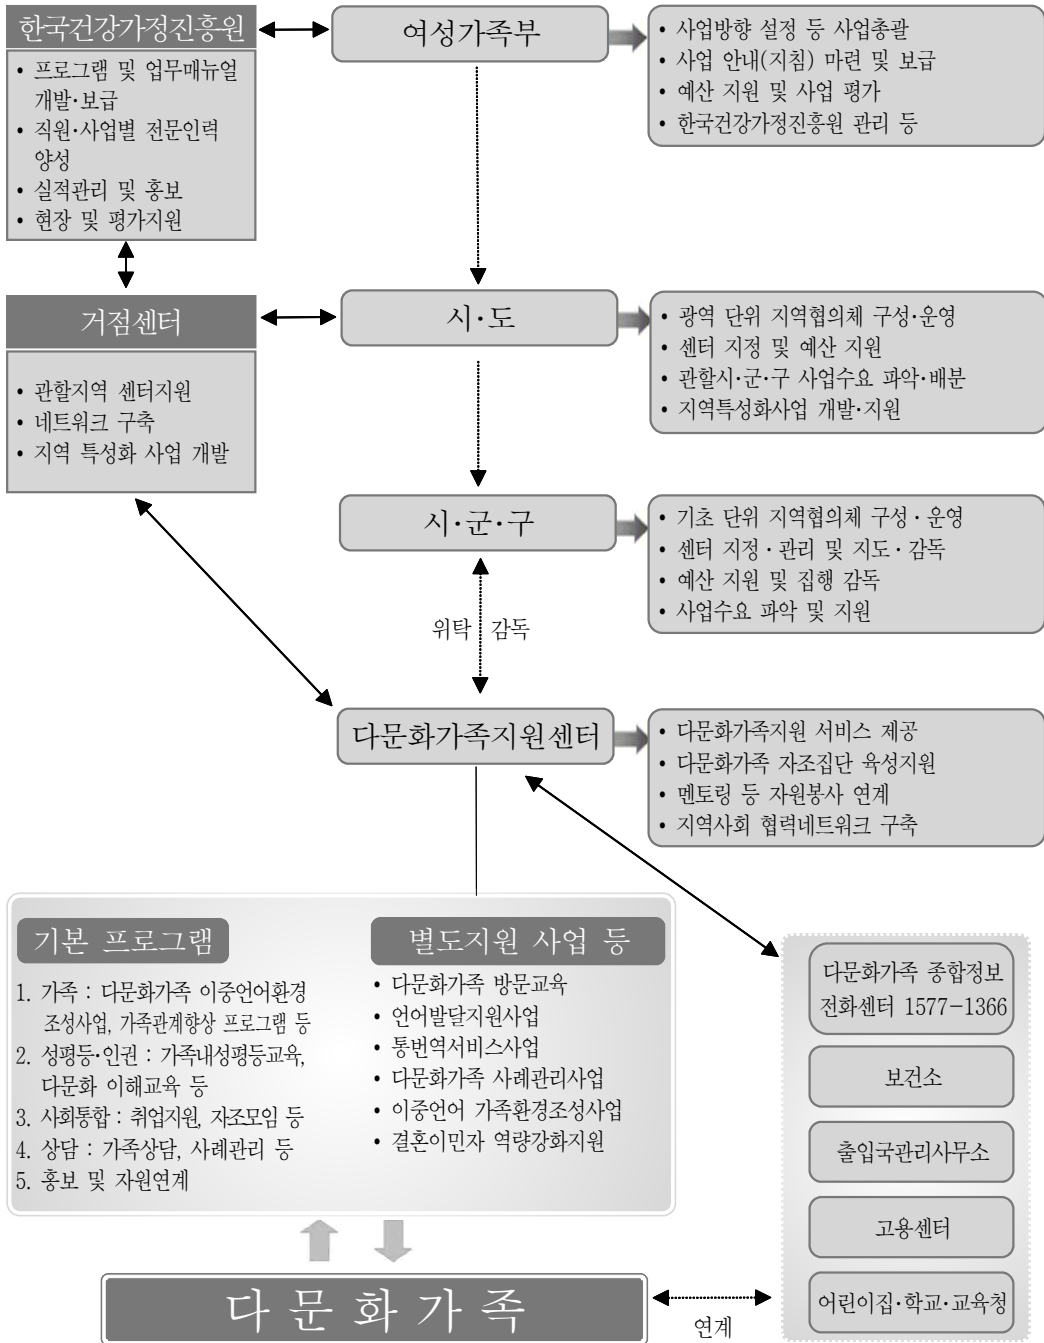 한국건강가정진흥원
• 프로그램 및 업무매뉴얼
개발·보급
• 직원·사업별 전문인력
양성
• 실적관리 및 홍보
• 현장 및 평가지원
여성가족부
• 사업방향 설정 등 사업총괄
• 사업 안내(지침) 마련 및 보급
• 예산 지원 및 사업 평가
• 한국건강가정진흥원 관리 등
거점센터
• 관할지역 센터지원
• 네트워크 구축
• 지역 특성화 사업 개발
시·도
• 광역 단위 지역협의체 구성·운영
• 센터 지정 및 예산 지원
• 관할시·군·구 사업수요 파악·배분
• 지역특성화사업 개발·지원
시·군·구
• 기초 단위 지역협의체 구성·운영
• 센터 지정·관리 및 지도·감독
• 예산 지원 및 집행 감독
• 사업수요 파악 및 지원
위탁 감독
다문화가족지원센터
• 다문화가족지원 서비스 제공
• 다문화가족 자조집단 육성지원
• 멘토링 등 자원봉사 연계
• 지역사회 협력네트워크 구축
기본 프로그램
1. 가족 : 다문화가족 이중언어환경
조성사업, 가족관계향상 프로그램 등
2. 성평등·인권 : 가족내성평등교육,
다문화 이해교육 등
3. 사회통합 : 취업지원, 자조모임 등
4. 상담 : 가족상담, 사례관리 등
5. 홍보 및 자원연계
별도지원 사업 등
• 다문화가족 방문교육
• 언어발달지원사업
• 통번역서비스사업
• 다문화가족 사례관리사업
• 이중언어 가족환경조성사업
• 결혼이민자 역량강화지원
다문화가족 종합정보
전화센터 1577-1366
보건소
출입국관리사무소
고용센터
어린이집·학교·교육청
다문화가족
연계